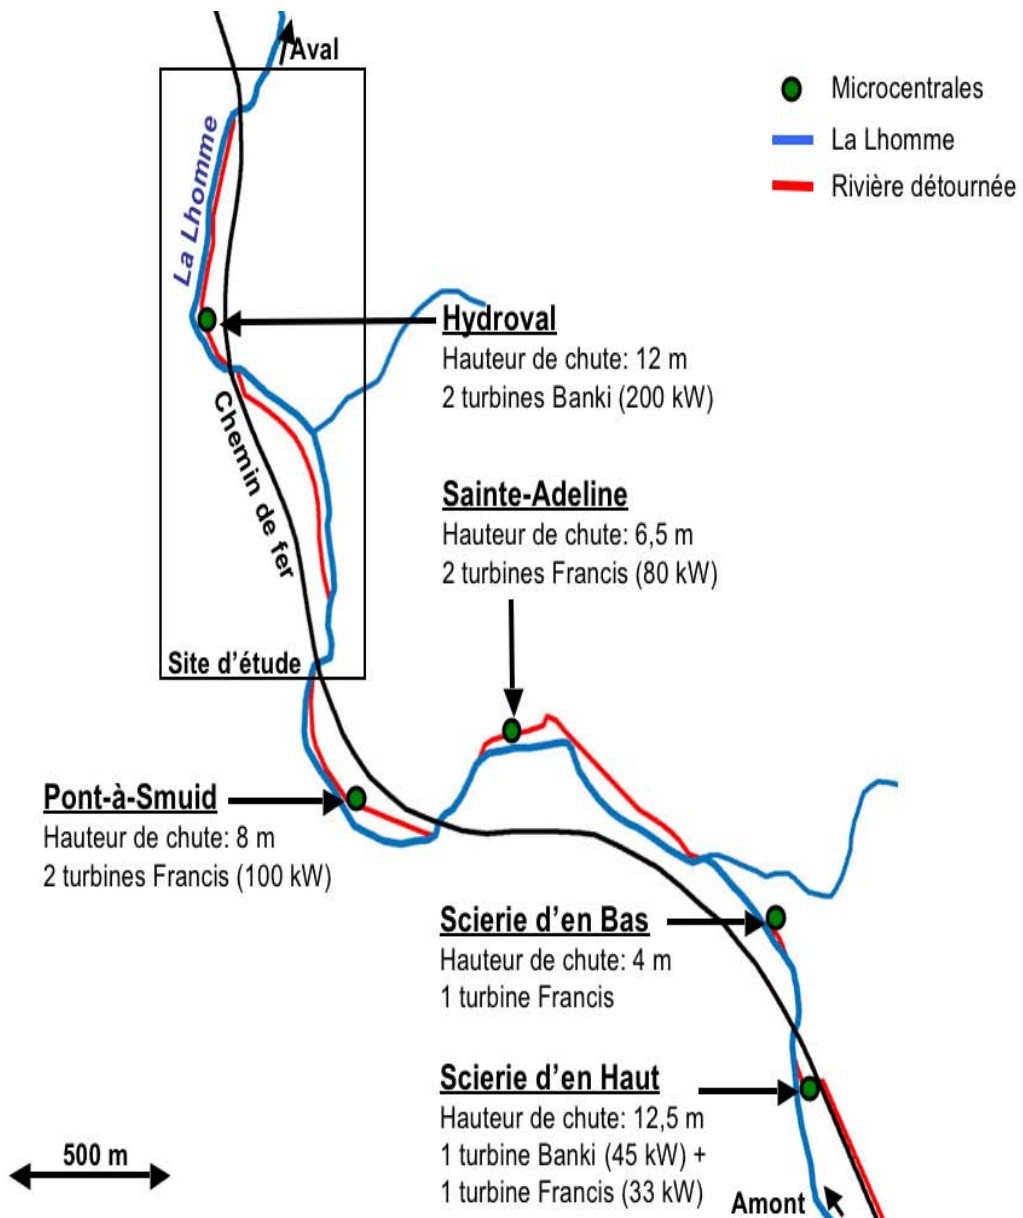 Aval
Microcentrales
La Lhomme
Rivière détournée
La Lhomme
Hydroval
Hauteur de chute: 12 m
2 turbines Banki (200 kW)
Chemin de fer
Sainte-Adeline
Hauteur de chute: 6,5 m
2 turbines Francis (80 kW)
Site d'étude
Pont-à-Smuid
Hauteur de chute: 8 m
2 turbines Francis (100 kW)
Scierie d'en Bas
Hauteur de chute: 4 m
1 turbine Francis
Scierie d'en Haut
Hauteur de chute: 12,5 m
1 turbine Banki (45 kW) +
1 turbine Francis (33 kW)
500 m
Amont